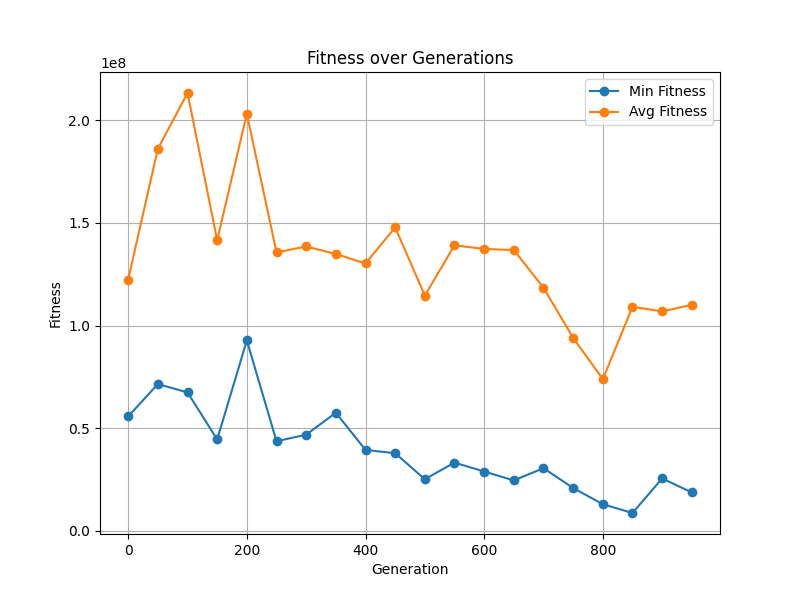 Fitness over Generations
1e8
Min Fitness
Avg Fitness
2.0
1.5
1.0
0.5
0.0
Fitness
0 200 400 600 800
Generation